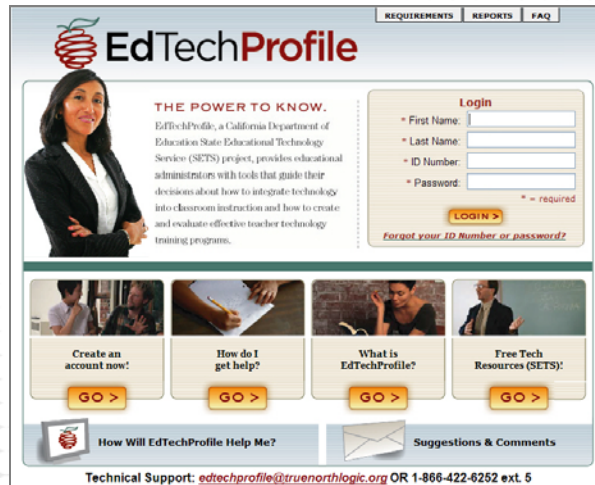 REQUIREMENTS REPORTS FAQ
EdTechProfile
THE POWER TO KNOW.
EdTechProfile, a California Department of
Education State Educational Technology
Service (SETS) project, provides educational
administrators with tools that guide their
decisions about how to integrate technology
into classroom instruction and how to create
and evaluate effective teacher technology
training programs.
Login
* First Name:
* Last Name:
* ID Number:
* Password:
* = required
LOGIN >
Forgot your ID Number or password?
Create an
account now!
GO >
How do I
get help?
GO >
What is
EdTechProfile?
GO >
Free Tech
Resources (SETS)!
GO >
How Will EdTechProfile Help Me?
Suggestions & Comments
Technical Support: edtechprofile@truenorthlogic.org OR 1-866-422-6252 ext. 5